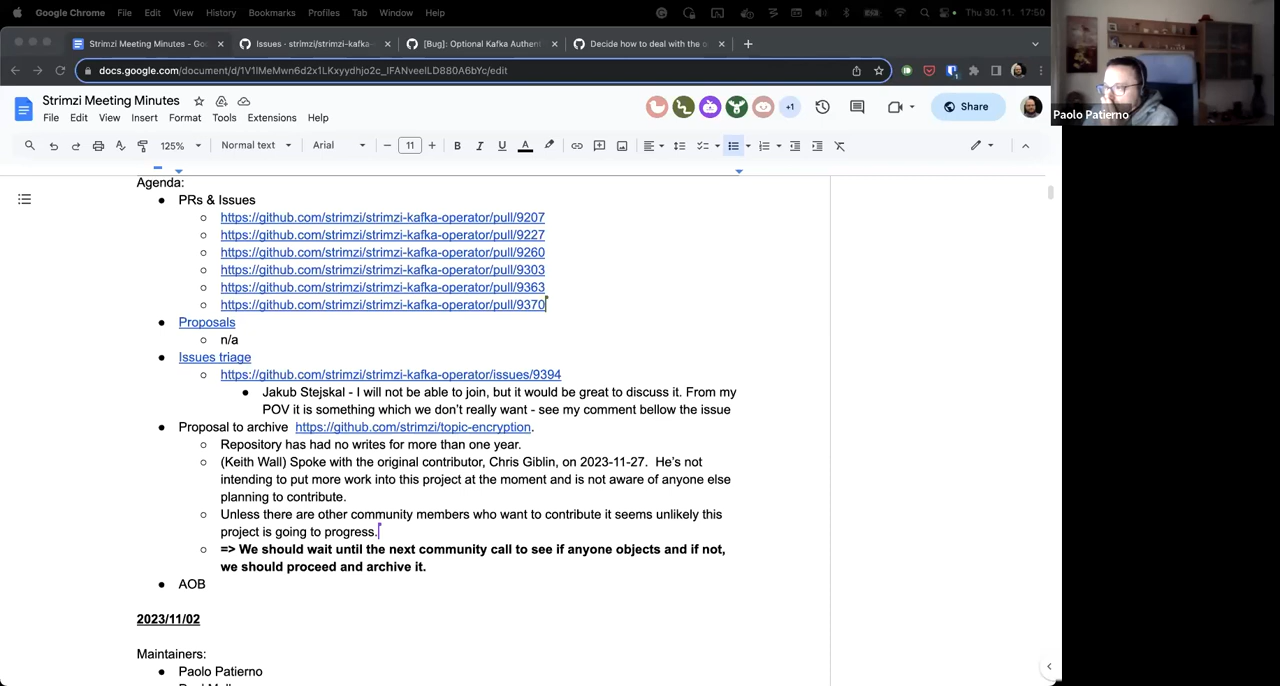 Google Chrome File Edit View History Bookmarks Profiles Tab Window Help Thu 30. 11. 17:50
Strimzi Meeting Minutes - Go
Issues · strimzi/strimzi-kafka-
[Bug]: Optional Kafka Authent
Decide how to deal with the o
docs.google.com/document/d/1V1lMeMwn6d2x1LKxyydhjo2c_IFANveeILD880A6bYc/edit
Paolo Patierno
Strimzi Meeting Minutes
File Edit View Insert Format Tools Extensions Help
+1
Share
125% Normal text Arial 11
Agenda:
● PRs & Issues
○ https://github.com/strimzi/strimzi-kafka-operator/pull/9207
○ https://github.com/strimzi/strimzi-kafka-operator/pull/9227
○ https://github.com/strimzi/strimzi-kafka-operator/pull/9260
○ https://github.com/strimzi/strimzi-kafka-operator/pull/9303
○ https://github.com/strimzi/strimzi-kafka-operator/pull/9363
○ https://github.com/strimzi/strimzi-kafka-operator/pull/9370
● Proposals
○ n/a
● Issues triage
○ https://github.com/strimzi/strimzi-kafka-operator/issues/9394
● Jakub Stejskal - I will not be able to join, but it would be great to discuss it. From my
POV it is something which we don't really want - see my comment bellow the issue
● Proposal to archive https://github.com/strimzi/topic-encryption.
○ Repository has had no writes for more than one year.
○ (Keith Wall) Spoke with the original contributor, Chris Giblin, on 2023-11-27. He's not
intending to put more work into this project at the moment and is not aware of anyone else
planning to contribute.
○ Unless there are other community members who want to contribute it seems unlikely this
project is going to progress.
○ => We should wait until the next community call to see if anyone objects and if not,
we should proceed and archive it.
● AOB
2023/11/02
Maintainers:
● Paolo Patierno